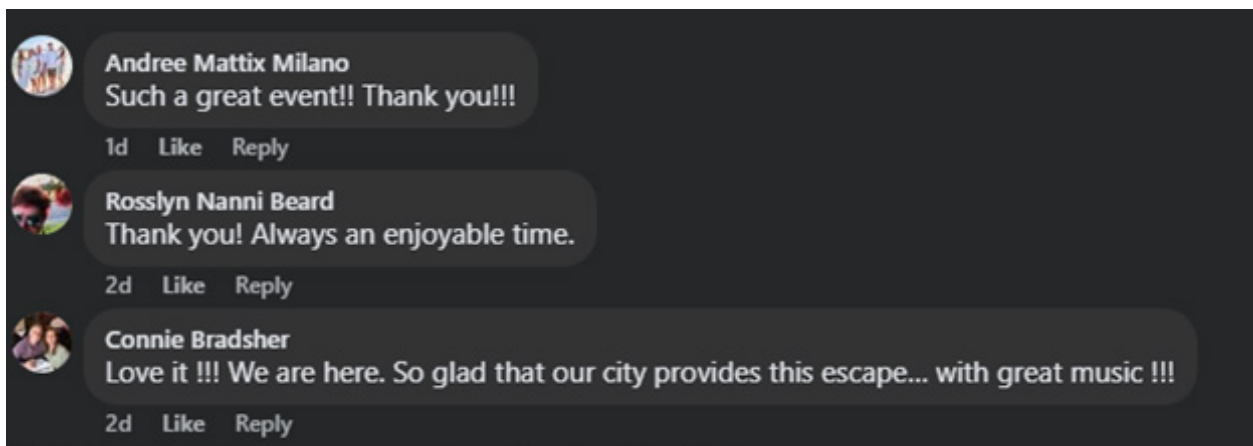 Andree Mattix Milano
Such a great event!! Thank you!!!
1d Like Reply
Rosslyn Nanni Beard
Thank you! Always an enjoyable time.
2d Like Reply
Connie Bradsher
Love it !!! We are here. So glad that our city provides this escape... with great music !!!
2d Like Reply